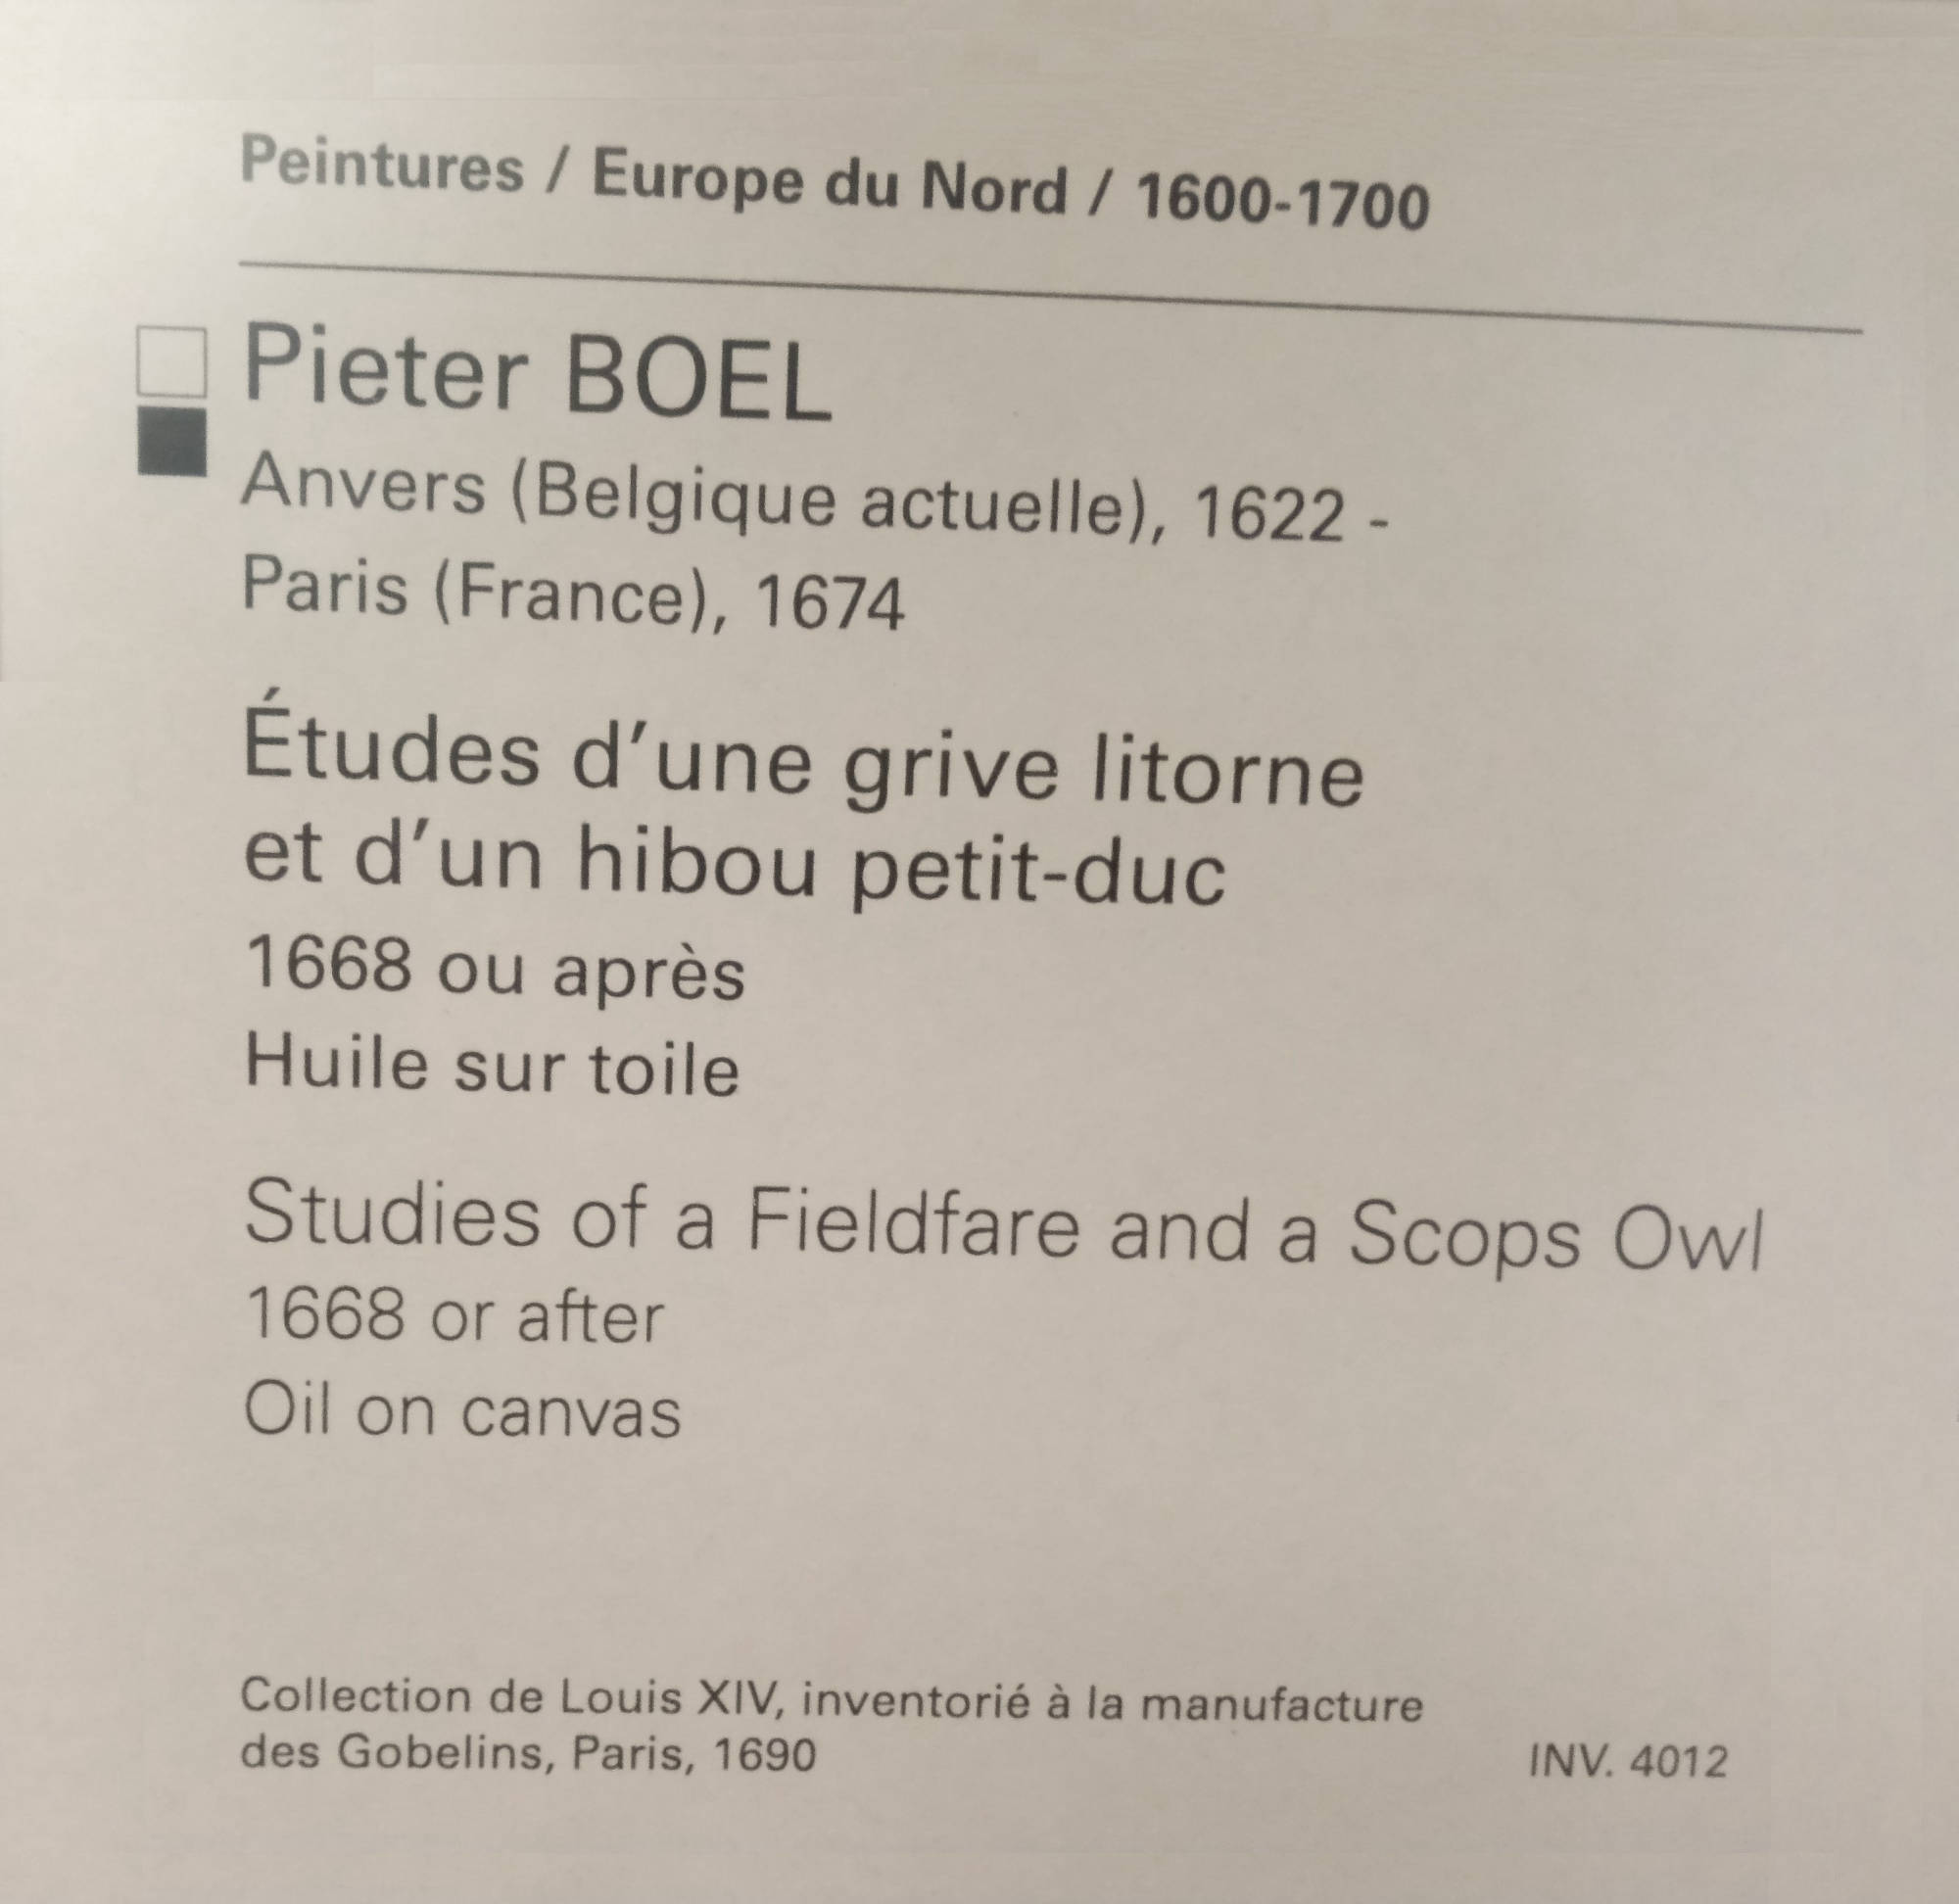 Peintures / Europe du Nord / 1600-1700
Pieter BOEL
Anvers (Belgique actuelle), 1622 -
Paris (France), 1674
Études d'une grive litorne
et d'un hibou petit-duc
1668 ou après
Huile sur toile
Studies of a Fieldfare and a Scops Owl
1668 or after
Oil on canvas
Collection de Louis XIV, inventorié à la manufacture
des Gobelins, Paris, 1690
INV. 4012